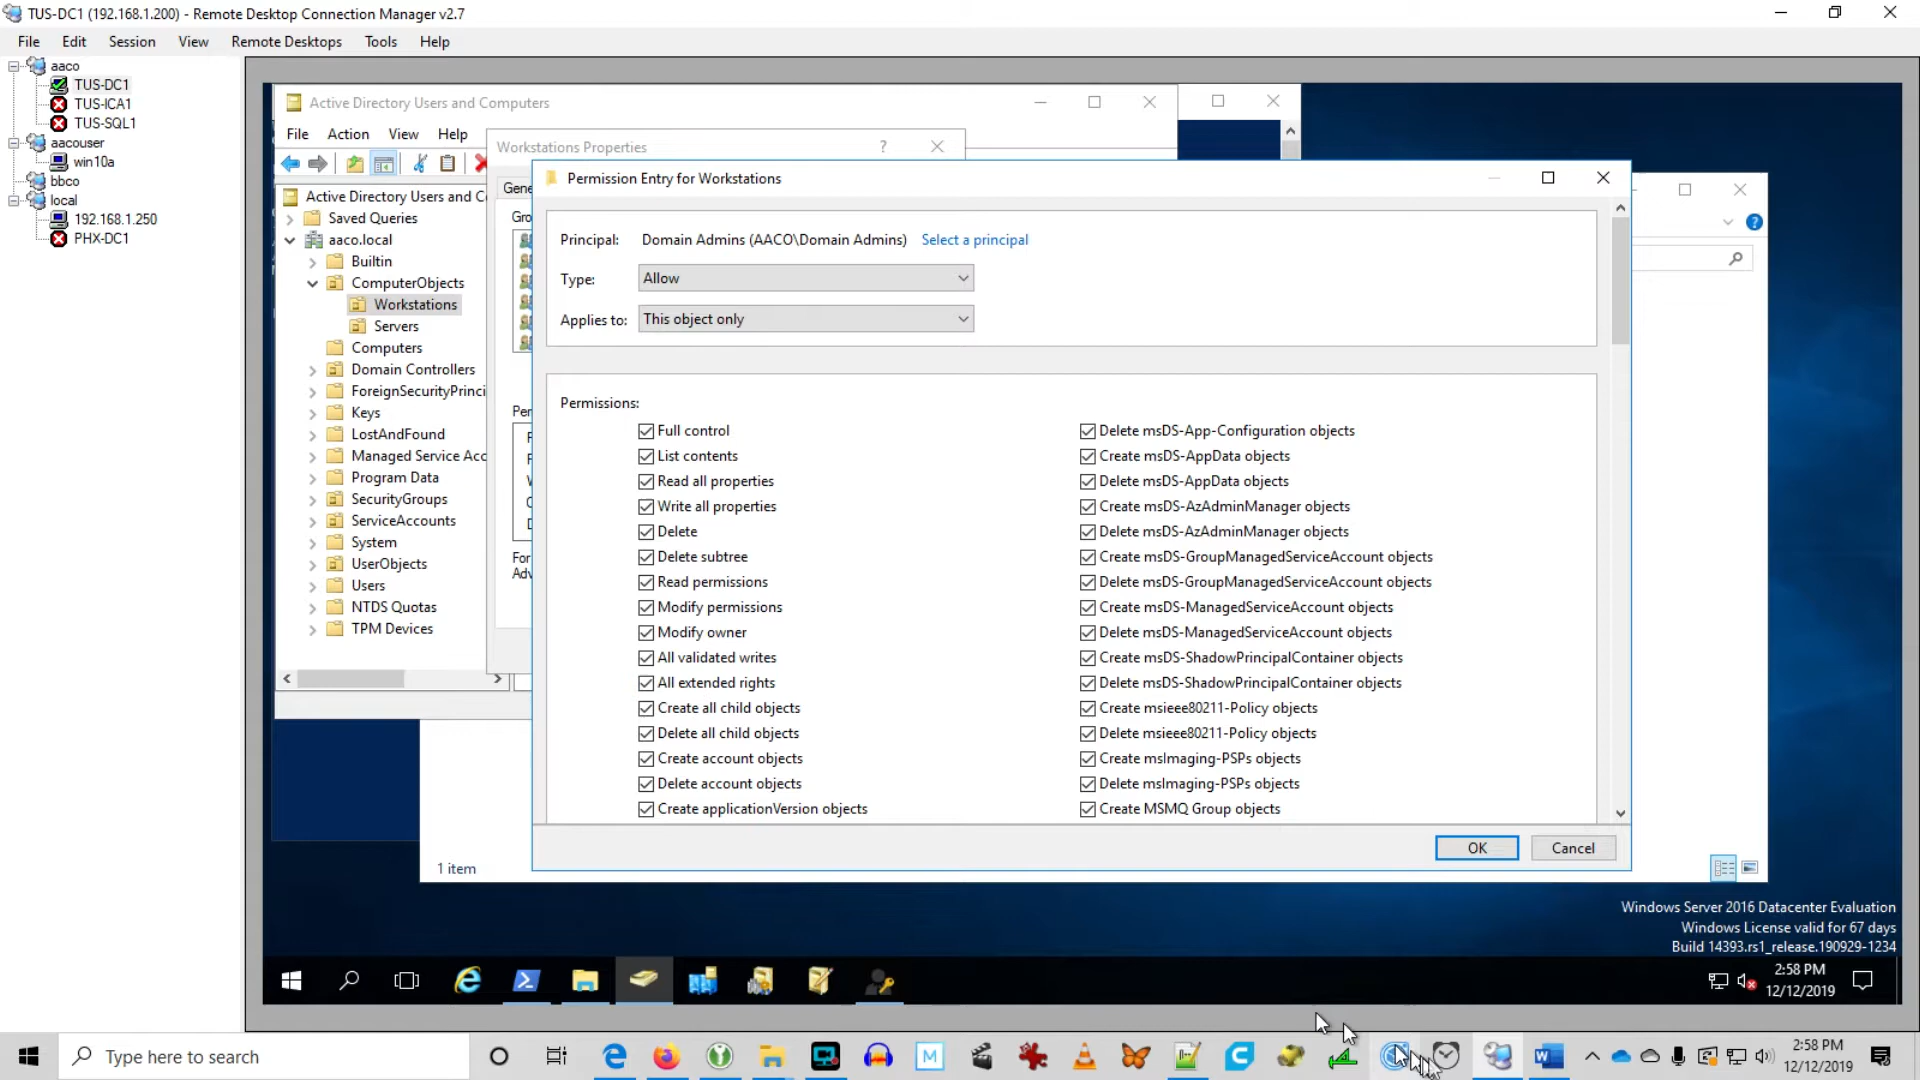 TUS-DC1 (192.168.1.200) - Remote Desktop Connection Manager v2.7
File Edit Session View Remote Desktops Tools Help
aaco
TUS-DC1
TUS-ICA1
TUS-SQL1
aacouser
win10a
bbco
local
192.168.1.250
PHX-DC1
Active Directory Users and Computers
File Action View Help
Active Directory Users and C
Saved Queries
aaco.local
Builtin
ComputerObjects
Workstations
Servers
Computers
Domain Controllers
ForeignSecurityPrinci
Keys
LostAndFound
Managed Service Acc
Program Data
SecurityGroups
ServiceAccounts
System
UserObjects
Users
NTDS Quotas
TPM Devices
Workstations Properties
?
Gene
Gro
Per
For
Adv
Permission Entry for Workstations
Principal: Domain Admins (AACO\Domain Admins) Select a principal
Type: Allow
Applies to: This object only
Permissions:
Full control
List contents
Read all properties
Write all properties
Delete
Delete subtree
Read permissions
Modify permissions
Modify owner
All validated writes
All extended rights
Create all child objects
Delete all child objects
Create account objects
Delete account objects
Create applicationVersion objects
Delete msDS-App-Configuration objects
Create msDS-AppData objects
Delete msDS-AppData objects
Create msDS-AzAdminManager objects
Delete msDS-AzAdminManager objects
Create msDS-GroupManagedServiceAccount objects
Delete msDS-GroupManagedServiceAccount objects
Create msDS-ManagedServiceAccount objects
Delete msDS-ManagedServiceAccount objects
Create msDS-ShadowPrincipalContainer objects
Delete msDS-ShadowPrincipalContainer objects
Create msieee80211-Policy objects
Delete msieee80211-Policy objects
Create msImaging-PSPs objects
Delete msImaging-PSPs objects
Create MSMQ Group objects
OK Cancel
1 item
Windows Server 2016 Datacenter Evaluation
Windows License valid for 67 days
Build 14393.rs1_release.190929-1234
2:58 PM
12/12/2019
Type here to search
2:58 PM
12/12/2019